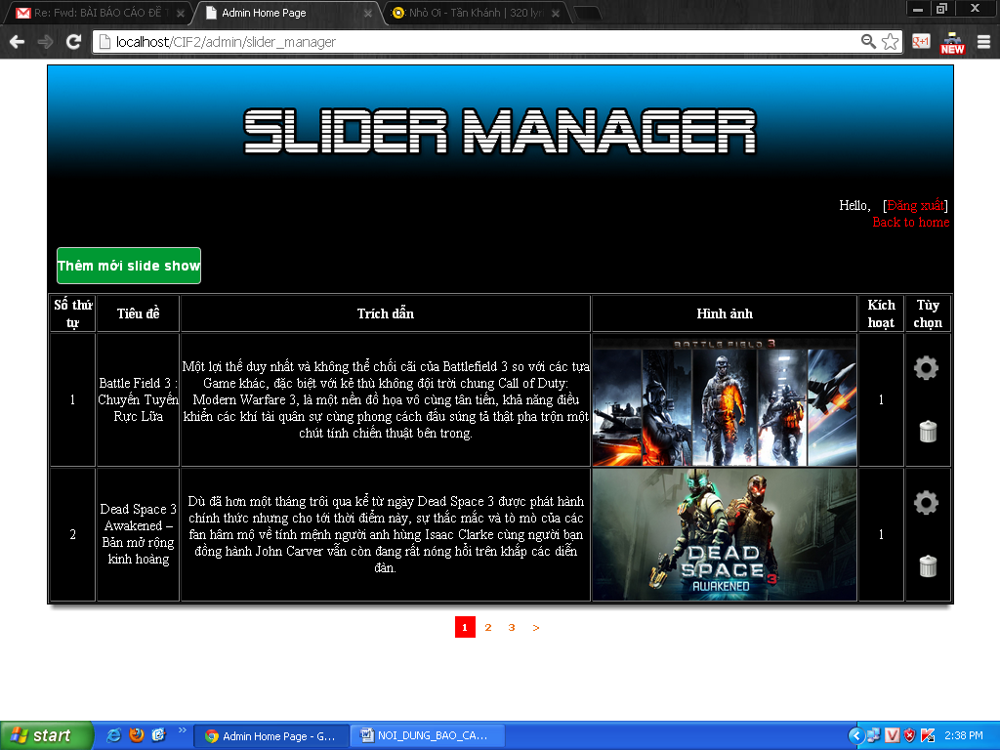 Re: Fwd: BÀI BÁO CÁO ĐỀ T
Admin Home Page
Nhỏ Ơi - Tấn Khánh | 320 lyr
localhost/CIF2/admin/slider_manager
g+1
NEW
SLIDER MANAGER
Hello, [Đăng xuất]
Back to home
Thêm mới slide show
Số thứ tự
Tiêu đề
Trích dẫn
Hình ảnh
Kích hoạt
Tùy chọn
1
Battle Field 3 :
Chuyến Tuyến
Rực Lữa
Một lợi thế duy nhất và không thể chối cãi của Battlefield 3 so với các tựa
Game khác, đặc biệt với kẻ thù không đội trời chung Call of Duty:
Modern Warfare 3, là một nền đồ họa vô cùng tân tiến, khả năng điều
khiển các khí tài quân sự cùng phong cách đấu súng tả thật pha trộn một
chút tính chiến thuật bên trong.
BATTLE FIELD 3
1
2
Dead Space 3
Awakened –
Bản mở rộng
kinh hoàng
Dù đã hơn một tháng trôi qua kể từ ngày Dead Space 3 được phát hành
chính thức nhưng cho tới thời điểm này, sự thắc mắc và tò mò của các
fan hâm mộ về tính mệnh người anh hùng Isaac Clarke cùng người bạn
đồng hành John Carver vẫn còn đang rất nóng hổi trên khắp các diễn
đàn.
DEAD
SPACE 3
AWAKENED
1
1 2 3 >
start
Admin Home Page - G...
NOI_DUNG_BAO_CA...
2:38 PM